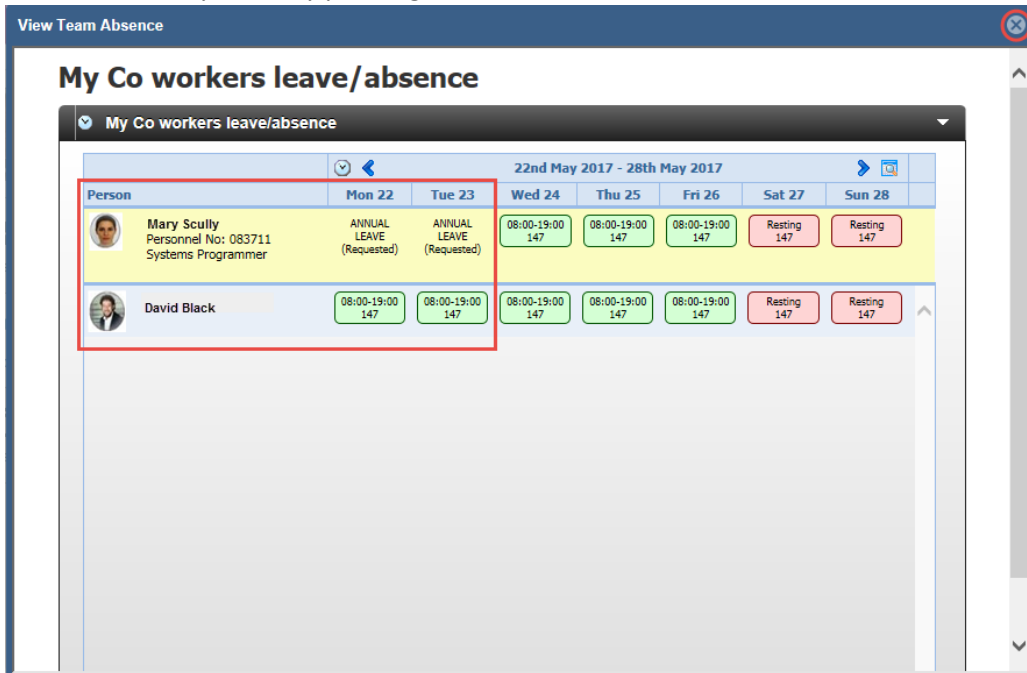 View Team Absence
My Co workers leave/absence
My Co workers leave/absence
22nd May 2017 - 28th May 2017
Person Mon 22 Tue 23 Wed 24 Thu 25 Fri 26 Sat 27 Sun 28
Mary Scully
Personnel No: 083711
Systems Programmer
ANNUAL
LEAVE
(Requested)
ANNUAL
LEAVE
(Requested)
08:00-19:00
147
08:00-19:00
147
08:00-19:00
147
Resting
147
Resting
147
David Black
08:00-19:00
147
08:00-19:00
147
08:00-19:00
147
08:00-19:00
147
08:00-19:00
147
Resting
147
Resting
147